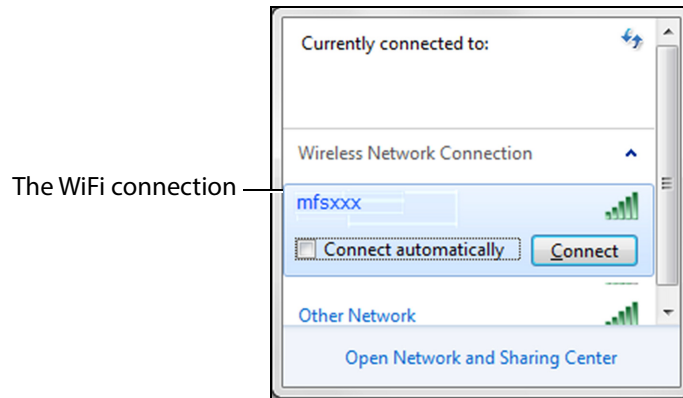 Currently connected to:
Wireless Network Connection
The WiFi connection
mfsxxx
Connect automatically
Connect
Other Network
Open Network and Sharing Center